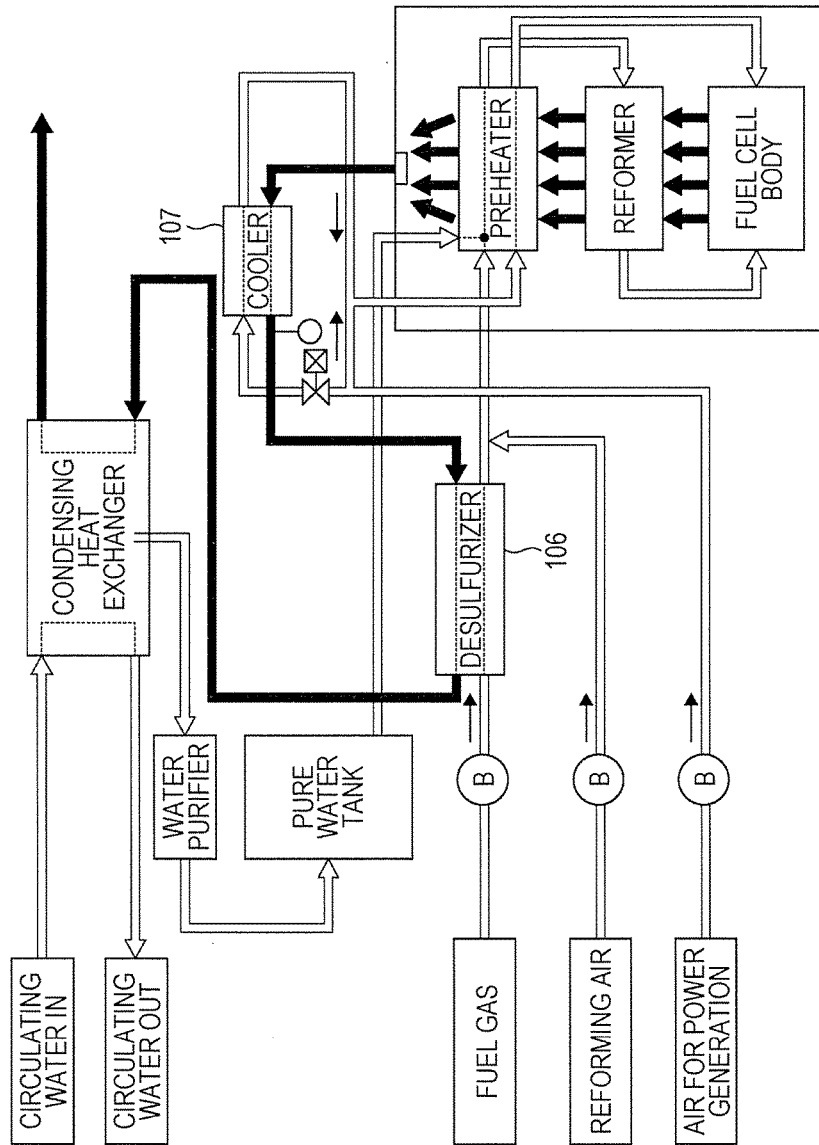 CIRCULATING
WATER IN
CIRCULATING
WATER OUT
CONDENSING
HEAT
EXCHANGER
WATER
PURIFIER
PURE
WATER
TANK
107
COOLER
DESULFURIZER
106
PREHEATER
REFORMER
FUEL CELL
BODY
FUEL GAS
B
REFORMING AIR
B
AIR FOR POWER
GENERATION
B